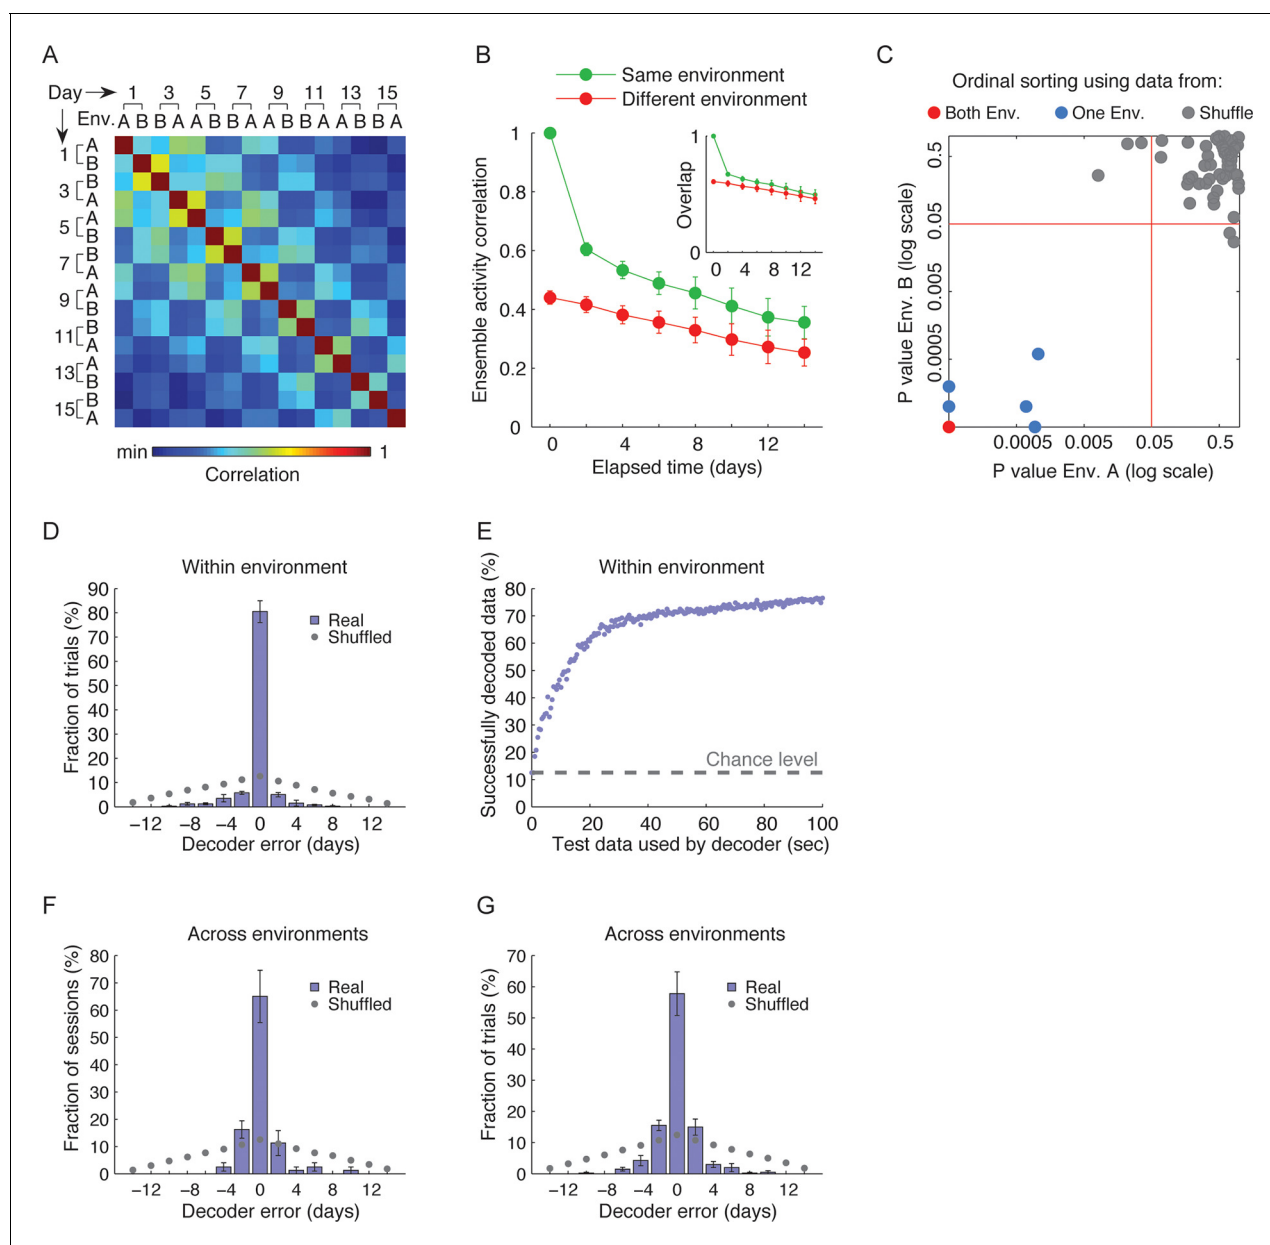 A
Day 1 3 5 7 9 11 13 15
Env. A B B A A B B A A B B A A B B A
1 A
B
3 B
A
5 A
B
7 B
A
9 A
B
11 B
A
13 A
B
15 B
A
min 1
Correlation
B
Same environment
Different environment
Ensemble activity correlation
1
0.8
0.6
0.4
0.2
0
0 4 8 12
Elapsed time (days)
Overlap
1
0
0 4 8 12
C
Ordinal sorting using data from:
Both Env. One Env. Shuffle
P value Env. B (log scale)
0.5
0.05
0.005
0.0005
0.0005 0.005 0.05 0.5
P value Env. A (log scale)
D
Within environment
Real
Shuffled
Fraction of trials (%)
90
80
70
60
50
40
30
20
10
0
−12 −8 −4 0 4 8 12
Decoder error (days)
E
Within environment
Successfully decoded data (%)
80
70
60
50
40
30
20
10
0
Chance level
0 20 40 60 80 100
Test data used by decoder (sec)
F
Across environments
Real
Shuffled
Fraction of sessions (%)
80
70
60
50
40
30
20
10
0
−12 −8 −4 0 4 8 12
Decoder error (days)
G
Across environments
Real
Shuffled
Fraction of trials (%)
70
60
50
40
30
20
10
0
−12 −8 −4 0 4 8 12
Decoder error (days)